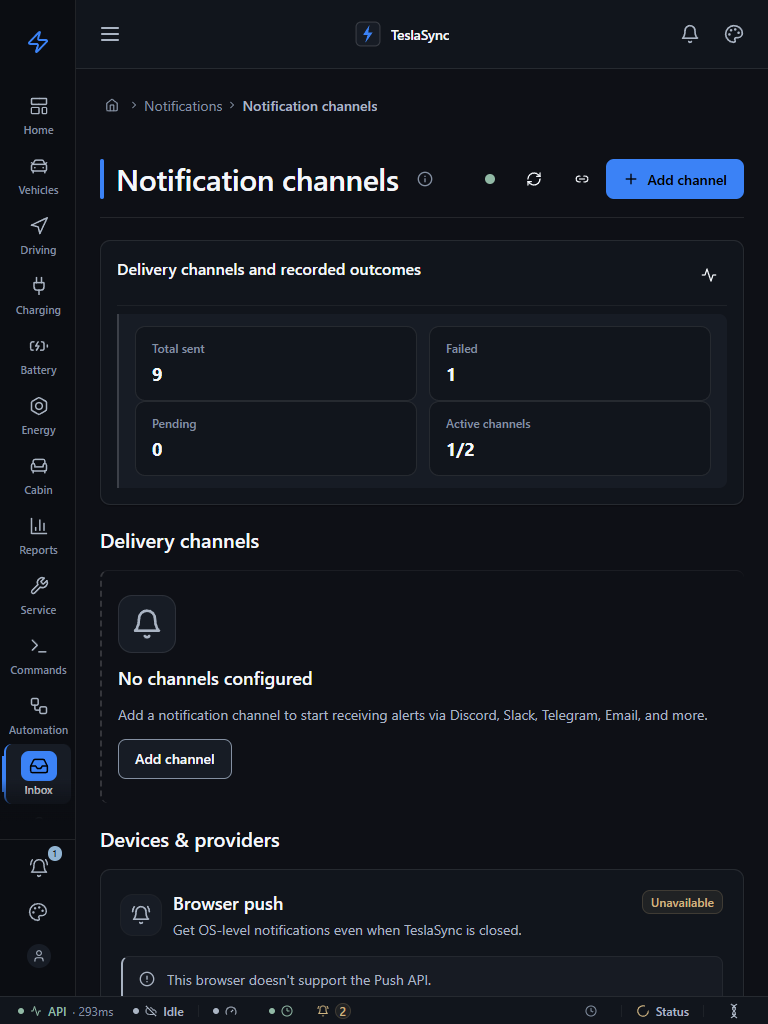 TeslaSync
Home
Vehicles
Driving
Charging
Battery
Energy
Cabin
Reports
Service
Commands
Automation
Inbox
1
Notifications > Notification channels
Notification channels
+ Add channel
Delivery channels and recorded outcomes
Total sent
9
Failed
1
Pending
0
Active channels
1/2
Delivery channels
No channels configured
Add a notification channel to start receiving alerts via Discord, Slack, Telegram, Email, and more.
Add channel
Devices & providers
Browser push
Unavailable
Get OS-level notifications even when TeslaSync is closed.
This browser doesn't support the Push API.
API · 293ms
Idle
2
Status